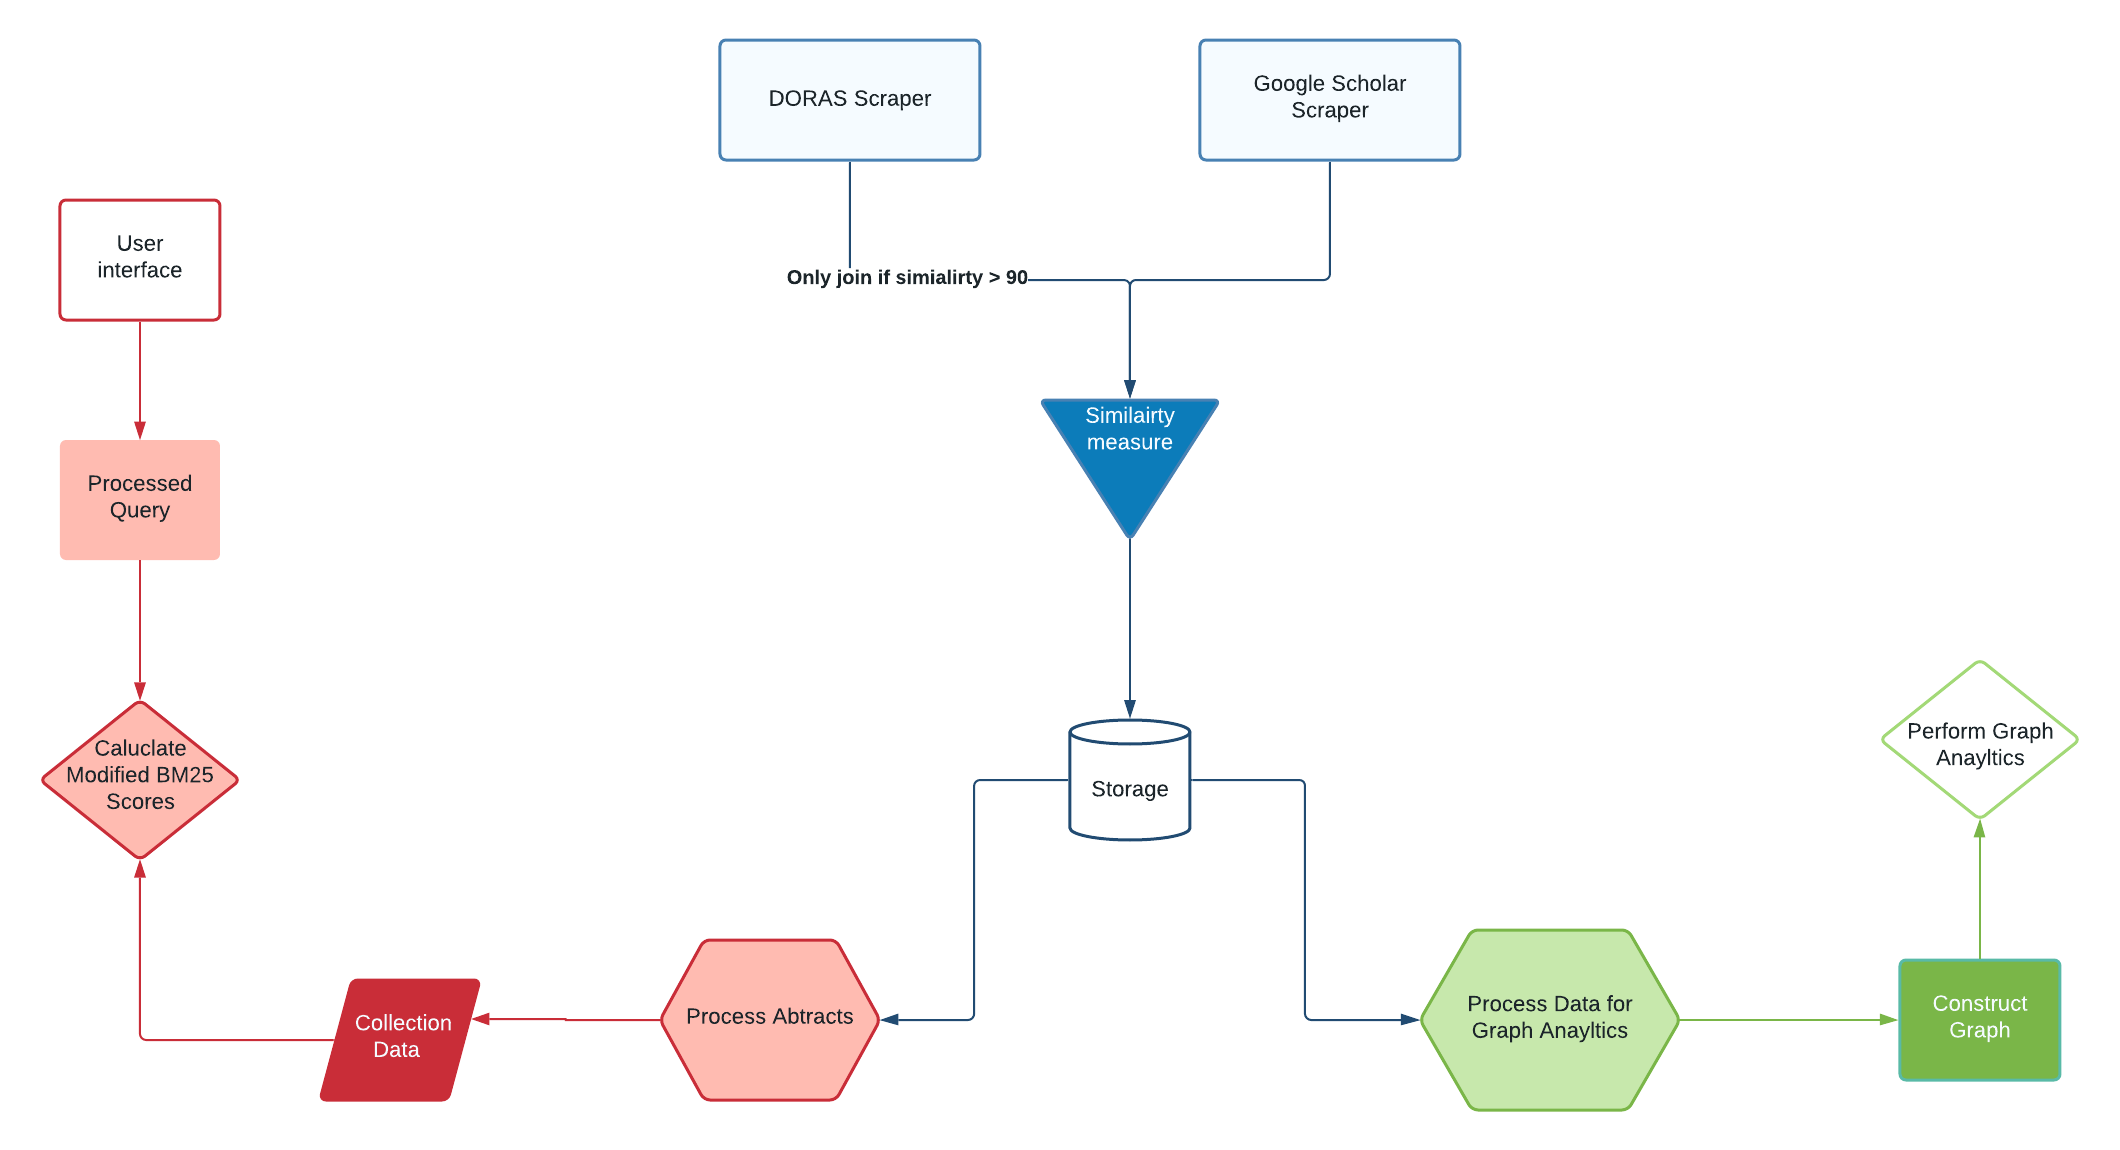 DORAS Scraper
Google Scholar
Scraper
User
interface
Only join if simialirty > 90
Similairty
measure
Processed
Query
Caluclate
Modified BM25
Scores
Storage
Perform Graph
Anayltics
Collection
Data
Process Abtracts
Process Data for
Graph Anayltics
Construct
Graph